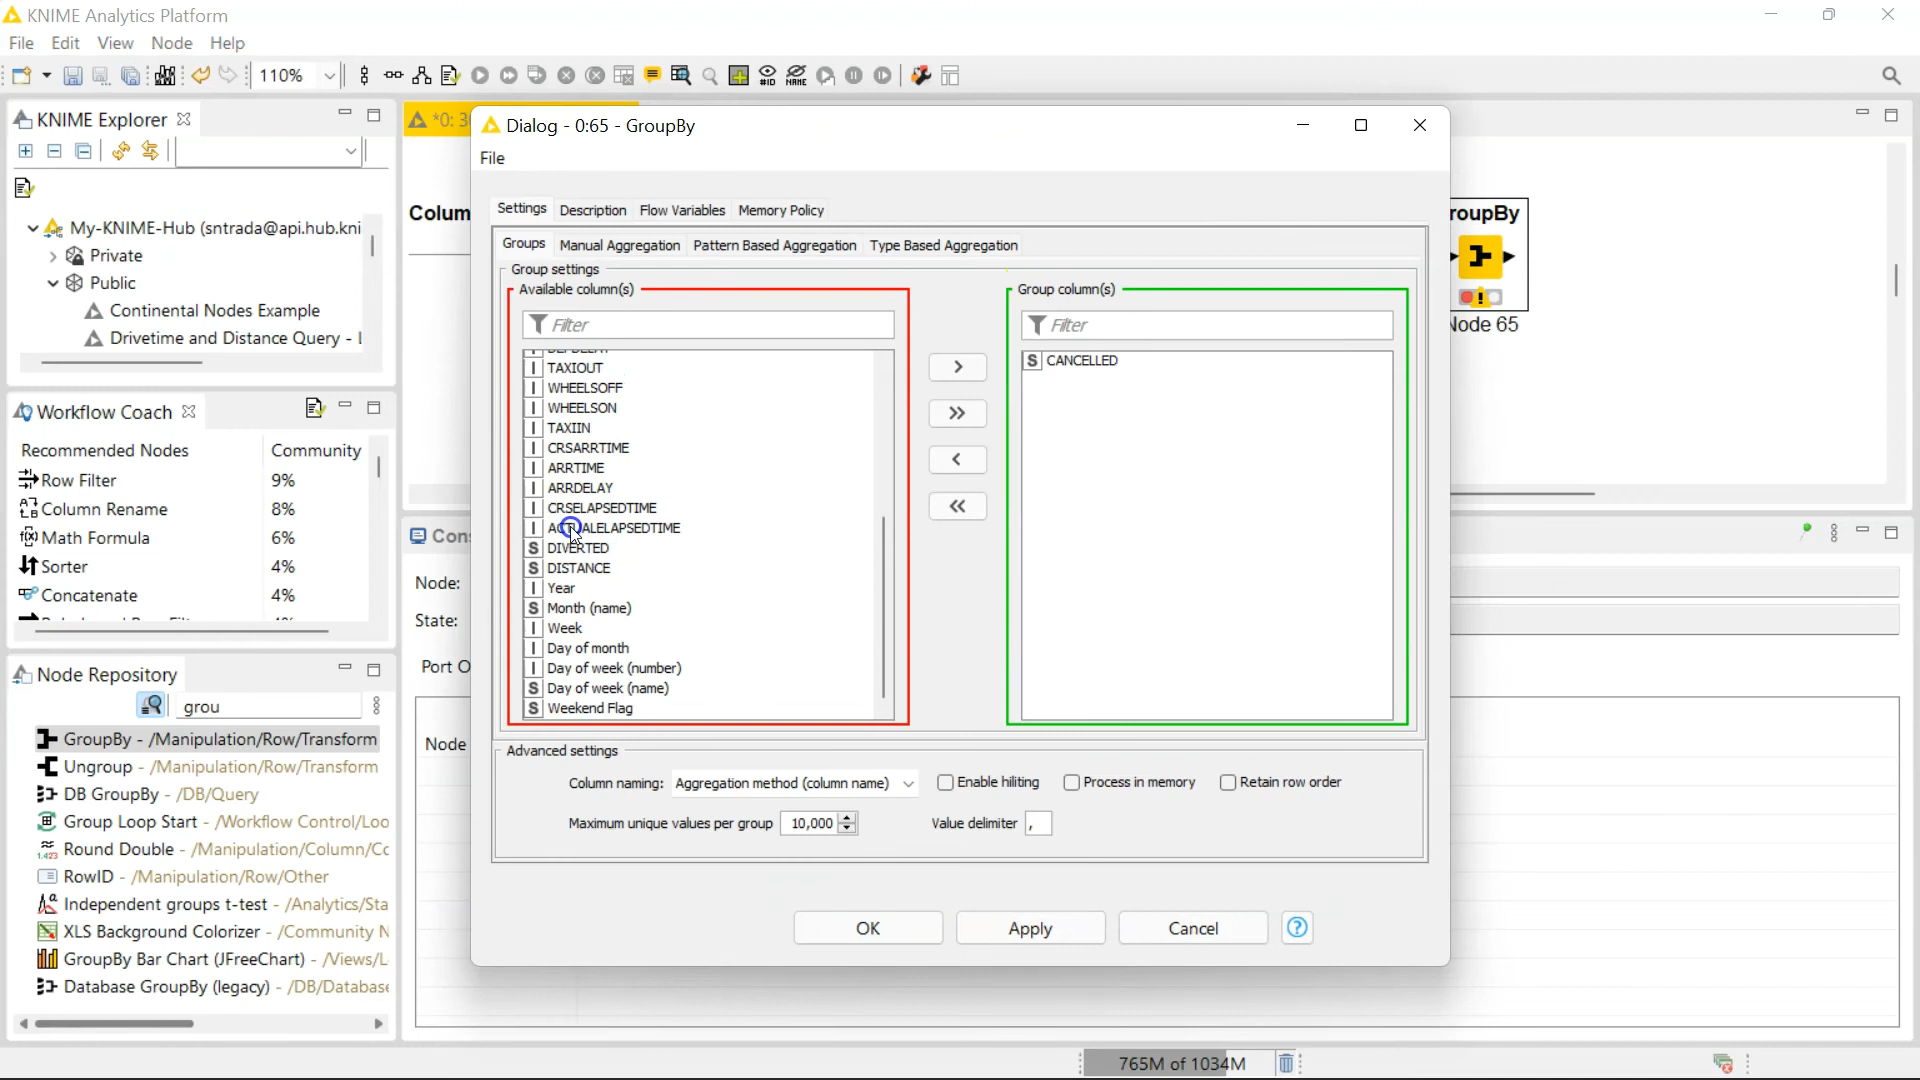 KNIME Analytics Platform
File Edit View Node Help
110%
#ID NAME
KNIME Explorer
My-KNIME-Hub (sntrada@api.hub.kni
Private
Public
Continental Nodes Example
Drivetime and Distance Query -
Workflow Coach
Recommended Nodes Community
Row Filter 9%
Column Rename 8%
Math Formula 6%
Sorter 4%
Concatenate 4%
Node Repository
grou
GroupBy - /Manipulation/Row/Transform
Ungroup - /Manipulation/Row/Transform
DB GroupBy - /DB/Query
Group Loop Start - /Workflow Control/Loo
Round Double - /Manipulation/Column/Co
RowID - /Manipulation/Row/Other
Independent groups t-test - /Analytics/Sta
XLS Background Colorizer - /Community N
GroupBy Bar Chart (JFreeChart) - /Views/L
Database GroupBy (legacy) - /DB/Database
*0: 3
Colum
Cons
Node:
State:
Port O
Node
roupBy
Node 65
Dialog - 0:65 - GroupBy
File
Settings Description Flow Variables Memory Policy
Groups Manual Aggregation Pattern Based Aggregation Type Based Aggregation
Group settings
Available column(s)
Filter
I DEPDELAY
I TAXIOUT
I WHEELSOFF
I WHEELSON
I TAXIIN
I CRSARRTIME
I ARRTIME
I ARRDELAY
I CRSELAPSEDTIME
I ACTUALELAPSEDTIME
S DIVERTED
S DISTANCE
I Year
S Month (name)
I Week
I Day of month
I Day of week (number)
S Day of week (name)
S Weekend Flag
Group column(s)
Filter
S CANCELLED
Advanced settings
Column naming: Aggregation method (column name) Enable hiliting Process in memory Retain row order
Maximum unique values per group 10,000 Value delimiter ,
OK Apply Cancel ?
765M of 1034M